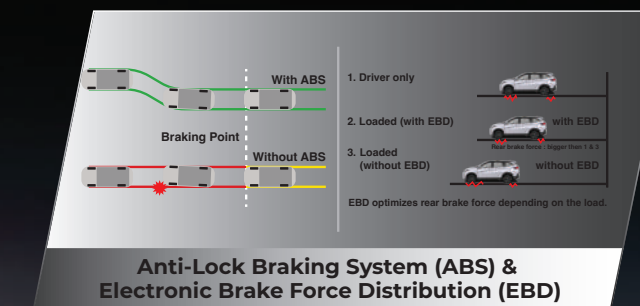 With ABS
Braking Point
Without ABS
1. Driver only
2. Loaded (with EBD)
with EBD
Rear brake force : bigger then 1 & 3
3. Loaded
(without EBD)
without EBD
EBD optimizes rear brake force depending on the load.
Anti-Lock Braking System (ABS) &
Electronic Brake Force Distribution (EBD)